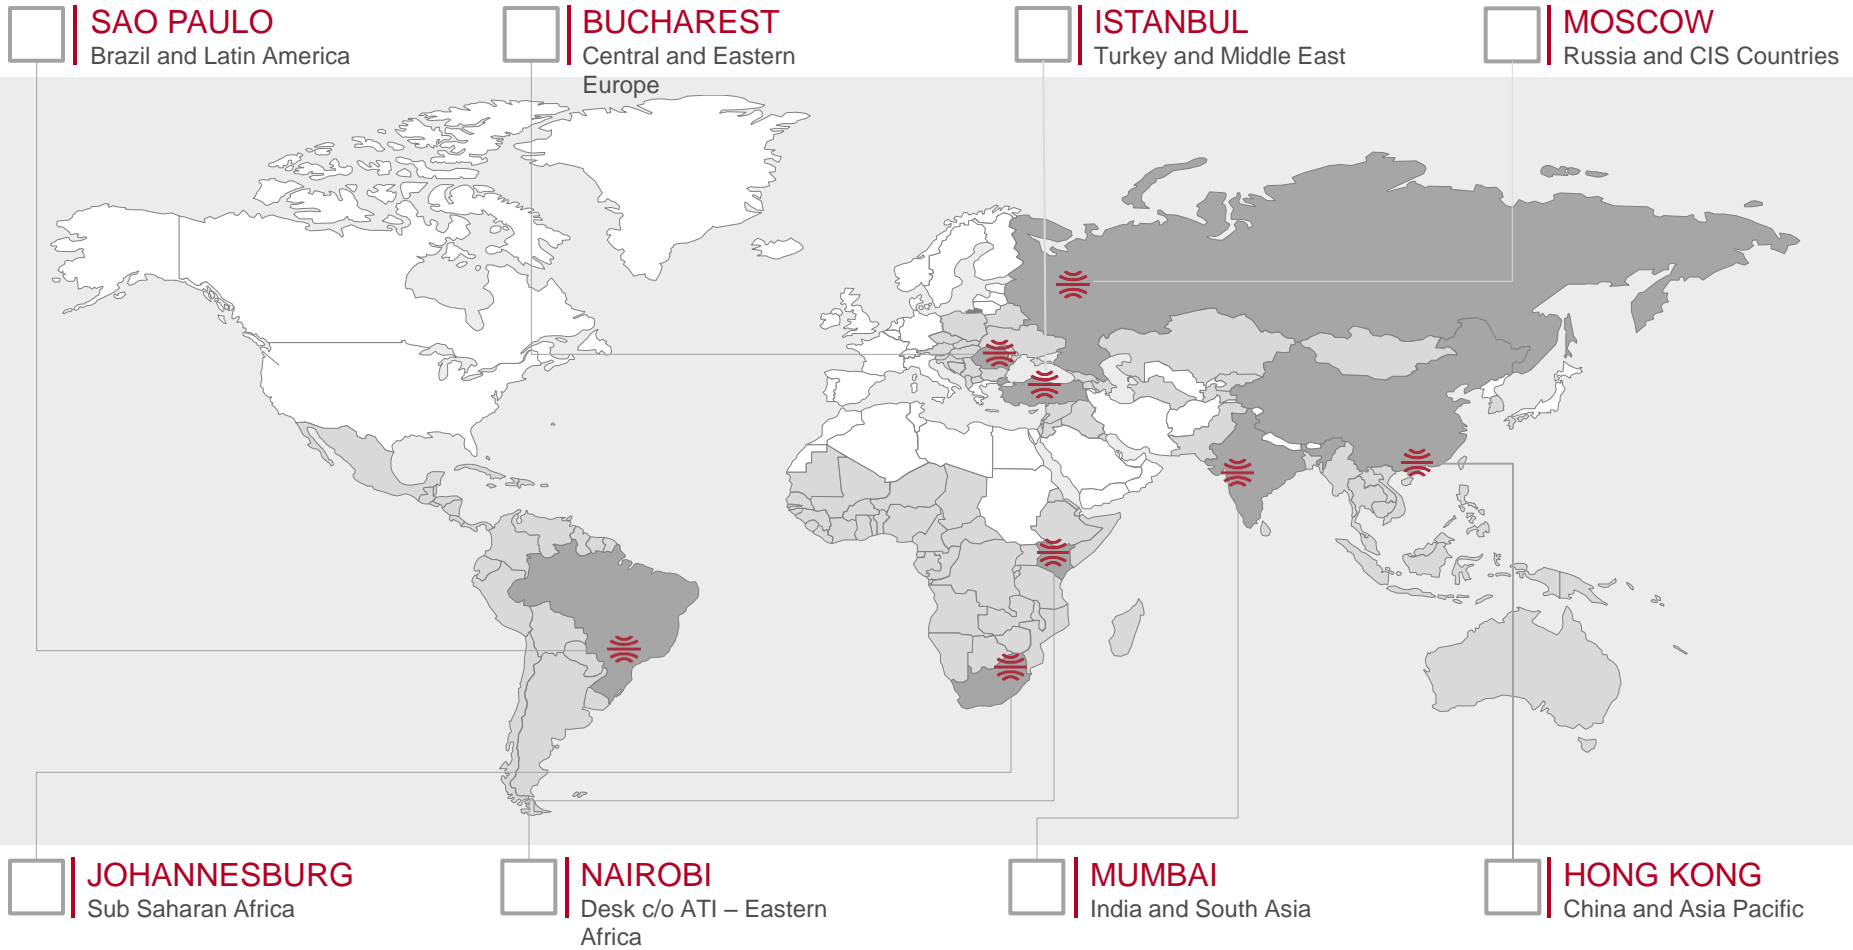 SAO PAULO
Brazil and Latin America
BUCHAREST
Central and Eastern
Europe
ISTANBUL
Turkey and Middle East
MOSCOW
Russia and CIS Countries
JOHANNESBURG
Sub Saharan Africa
NAIROBI
Desk c/o ATI – Eastern
Africa
MUMBAI
India and South Asia
HONG KONG
China and Asia Pacific